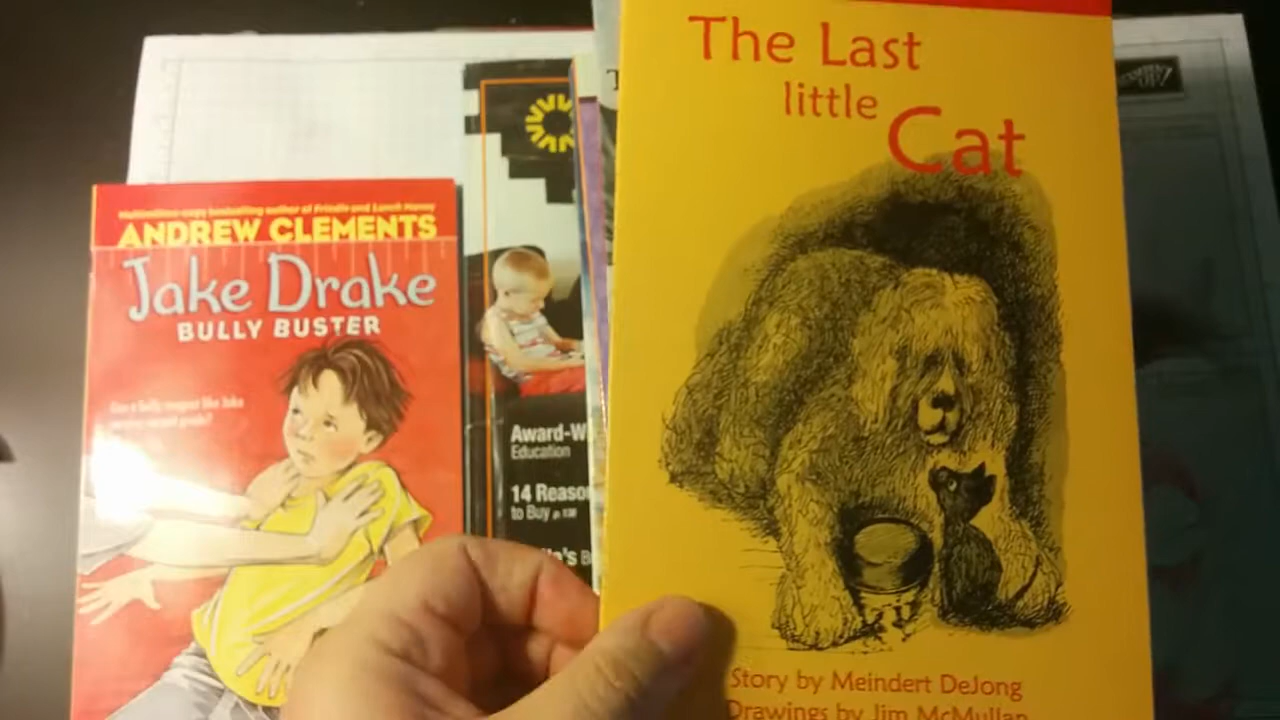 The Last
little
Cat
Story by Meindert DeJong
Drawings by Jim McMullan
ANDREW CLEMENTS
Jake Drake
BULLY BUSTER
Award-W
Education
14 Reaso
to Buy